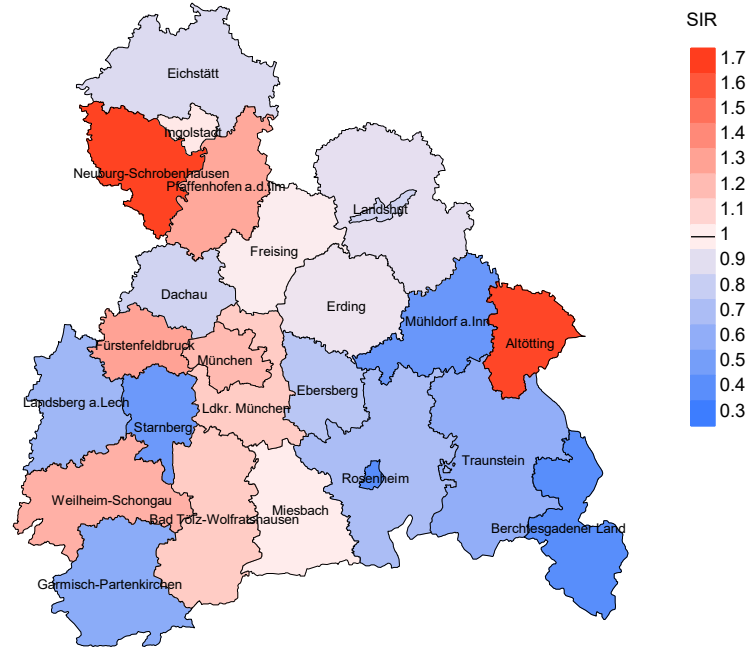 SIR
1.7
1.6
1.5
1.4
1.3
1.2
1.1
1
0.9
0.8
0.7
0.6
0.5
0.4
0.3
Eichstätt
Ingolstadt
Neuburg-Schrobenhausen
Pfaffenhofen a.d.Ilm
Landshut
Freising
Dachau
Erding
Mühldorf a.Inn
Altötting
Fürstenfeldbruck
München
Ebersberg
Landsberg a.Lech
Ldkr. München
Starnberg
Traunstein
Rosenheim
Weilheim-Schongau
Miesbach
Bad Tölz-Wolfratshausen
Berchtesgadener Land
Garmisch-Partenkirchen